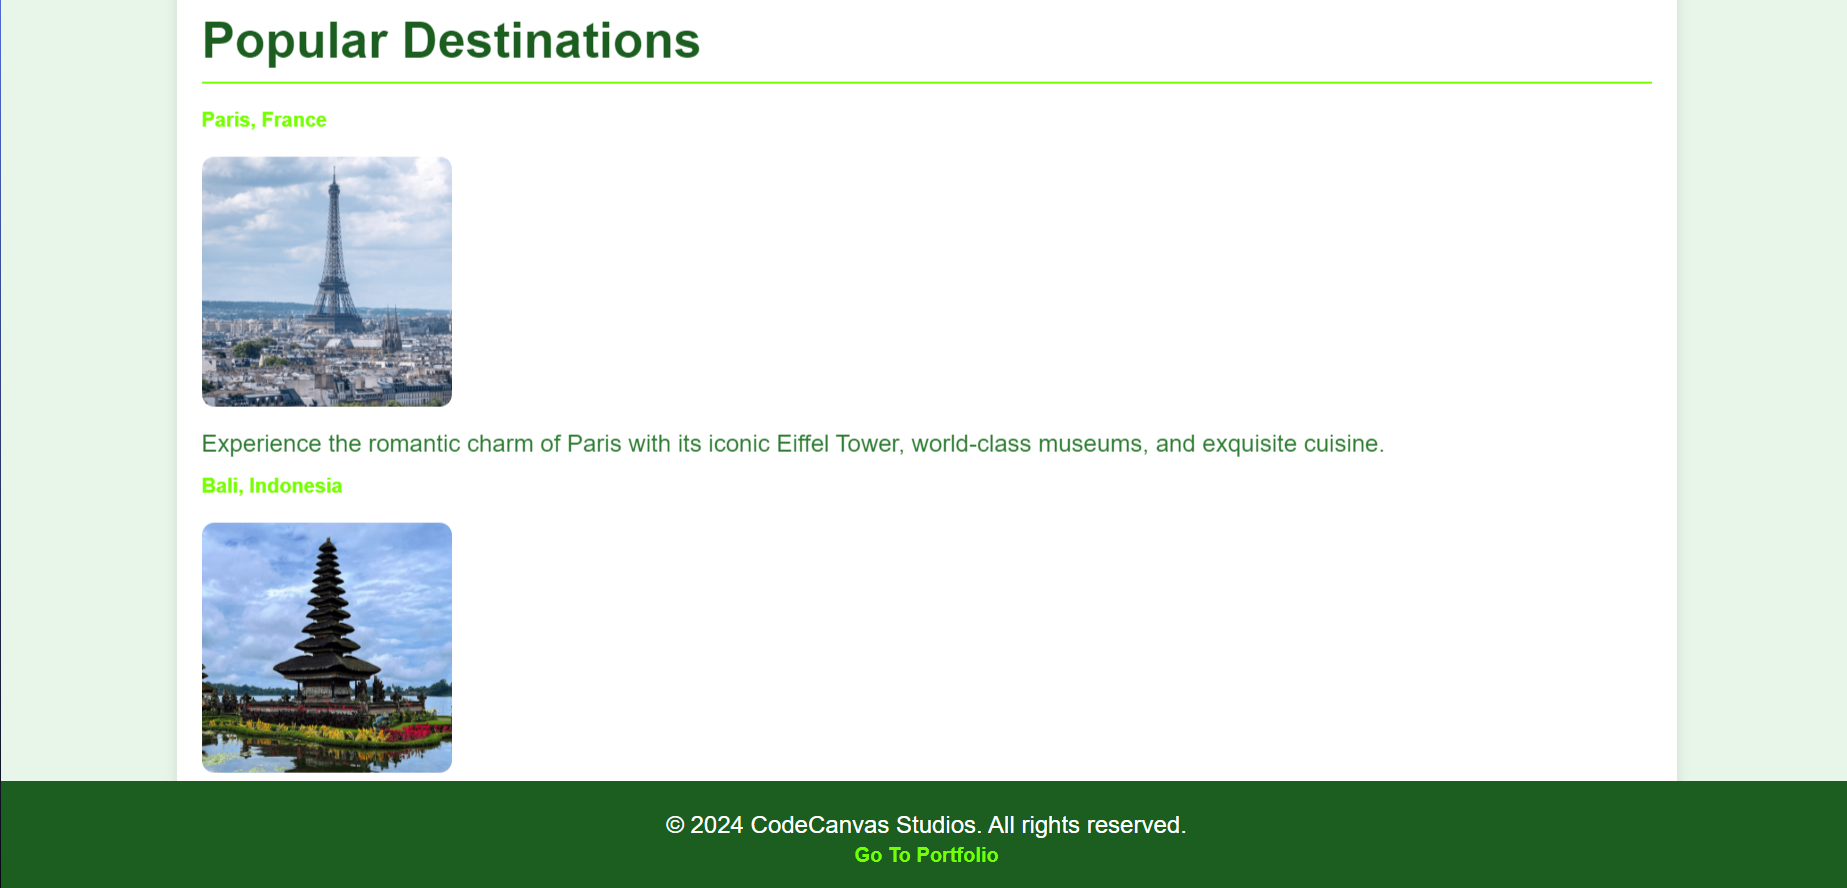 Popular Destinations
Paris, France
Experience the romantic charm of Paris with its iconic Eiffel Tower, world-class museums, and exquisite cuisine.
Bali, Indonesia
© 2024 CodeCanvas Studios. All rights reserved.
Go To Portfolio